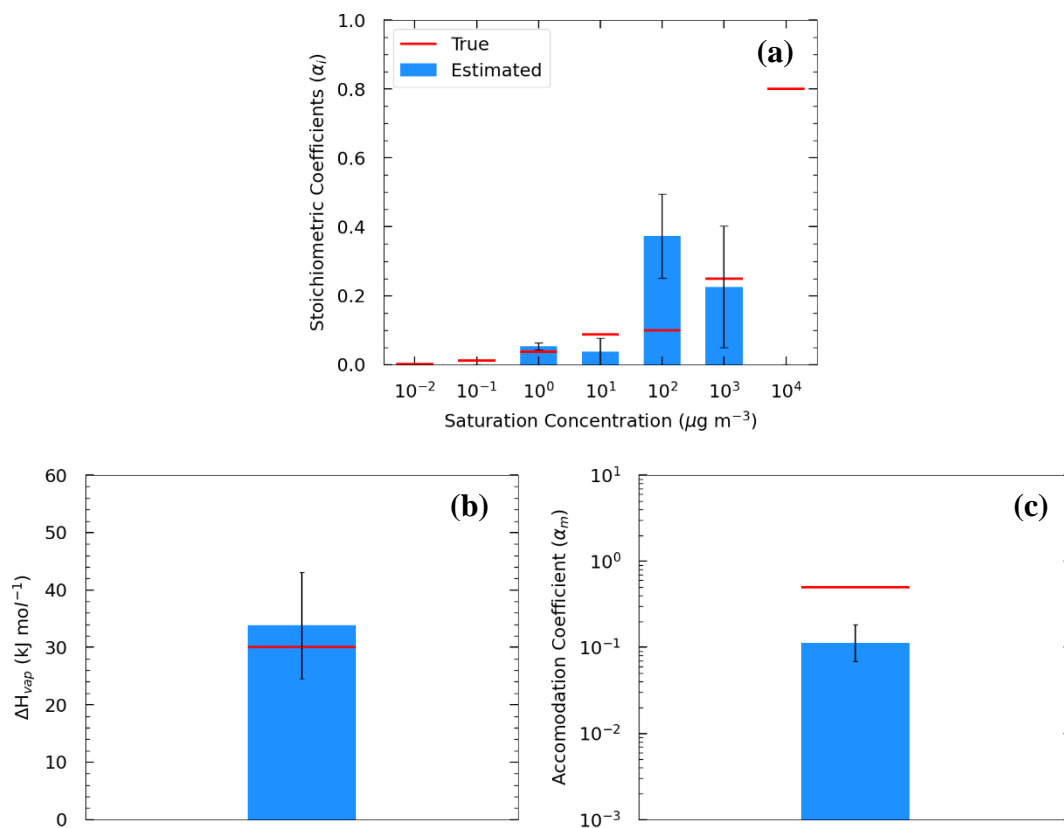 (a)
True
Estimated
Stoichiometric Coefficients (αᵢ)
1.0
0.8
0.6
0.4
0.2
0.0
10⁻² 10⁻¹ 10⁰ 10¹ 10² 10³ 10⁴
Saturation Concentration (μg m⁻³)
(b)
ΔH_vap (kJ mol⁻¹)
60
50
40
30
20
10
0
(c)
Accomodation Coefficient (αₘ)
10¹
10⁰
10⁻¹
10⁻²
10⁻³